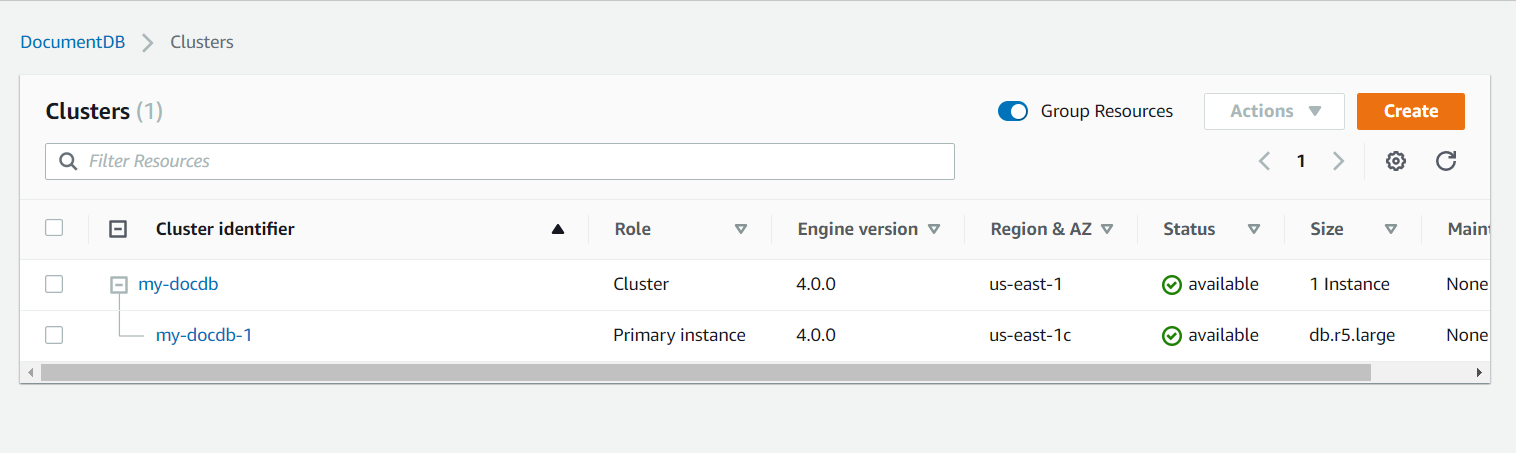 DocumentDB > Clusters
Clusters (1) Group Resources Actions Create
Filter Resources 1
Cluster identifier Role Engine version Region & AZ Status Size Maint
my-docdb Cluster 4.0.0 us-east-1 available 1 Instance None
my-docdb-1 Primary instance 4.0.0 us-east-1c available db.r5.large None